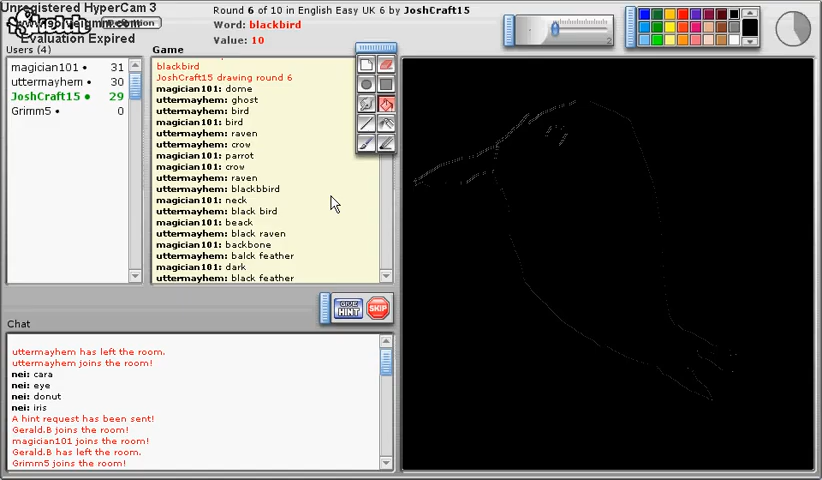 Unregistered HyperCam 3
Evaluation Expired
Round 6 of 10 in English Easy UK 6 by JoshCraft15
Word: blackbird
Value: 10
Users (4)
magician101 • 31
uttermayhem • 30
JoshCraft15 • 29
Grimm5 • 0
Game
blackbird
JoshCraft15 drawing round 6
magician101: dome
uttermayhem: ghost
uttermayhem: bird
magician101: bird
uttermayhem: raven
uttermayhem: crow
magician101: parrot
magician101: crow
uttermayhem: raven
uttermayhem: blackbbird
magician101: neck
uttermayhem: black bird
magician101: beack
uttermayhem: black raven
magician101: backbone
uttermayhem: balck feather
magician101: dark
uttermayhem: black feather
2
GIVE HINT
SKIP
Chat
uttermayhem has left the room.
uttermayhem joins the room!
nei: cara
nei: eye
nei: donut
nei: iris
A hint request has been sent!
Gerald.B joins the room!
magician101 joins the room!
Gerald.B has left the room.
Grimm5 joins the room!